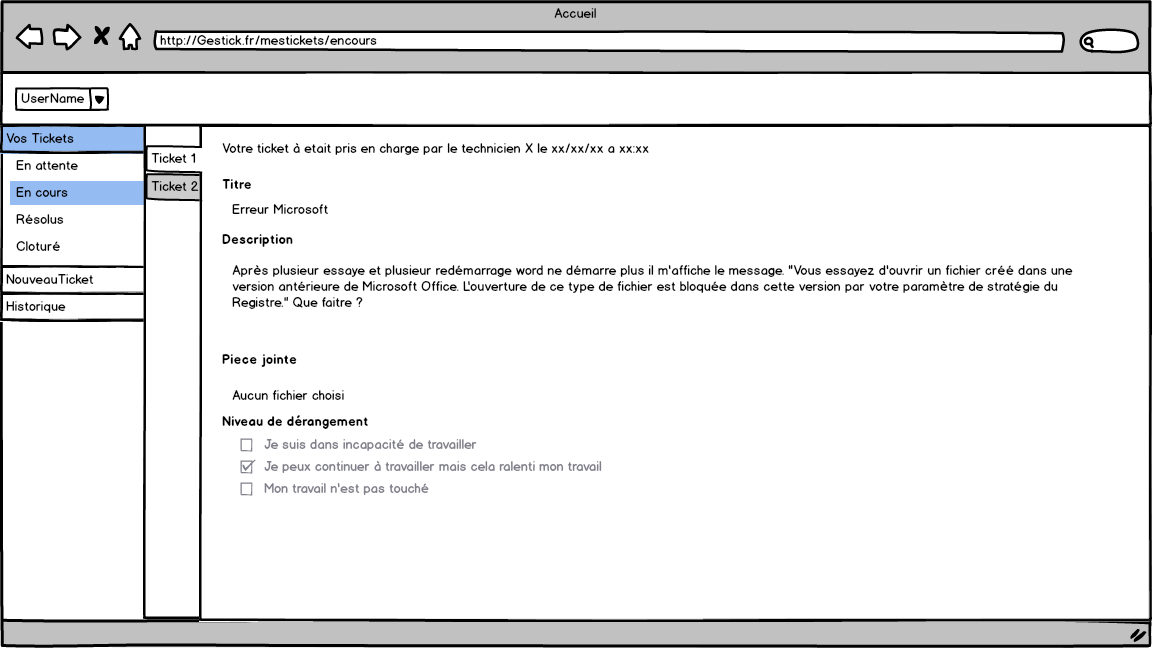 Accueil
http://Gestick.fr/mestickets/encours
UserName
Vos Tickets
En attente
En cours
Résolus
Cloturé
NouveauTicket
Historique
Ticket 1
Ticket 2
Votre ticket à etait pris en charge par le technicien X le xx/xx/xx a xx:xx
Titre
Erreur Microsoft
Description
Après plusieur essaye et plusieur redémarrage word ne démarre plus il m'affiche le message. "Vous essayez d'ouvrir un fichier créé dans une
version antérieure de Microsoft Office. L'ouverture de ce type de fichier est bloquée dans cette version par votre paramètre de stratégie du
Registre." Que faitre ?
Piece jointe
Aucun fichier choisi
Niveau de dérangement
Je suis dans incapacité de travailler
Je peux continuer à travailler mais cela ralenti mon travail
Mon travail n'est pas touché